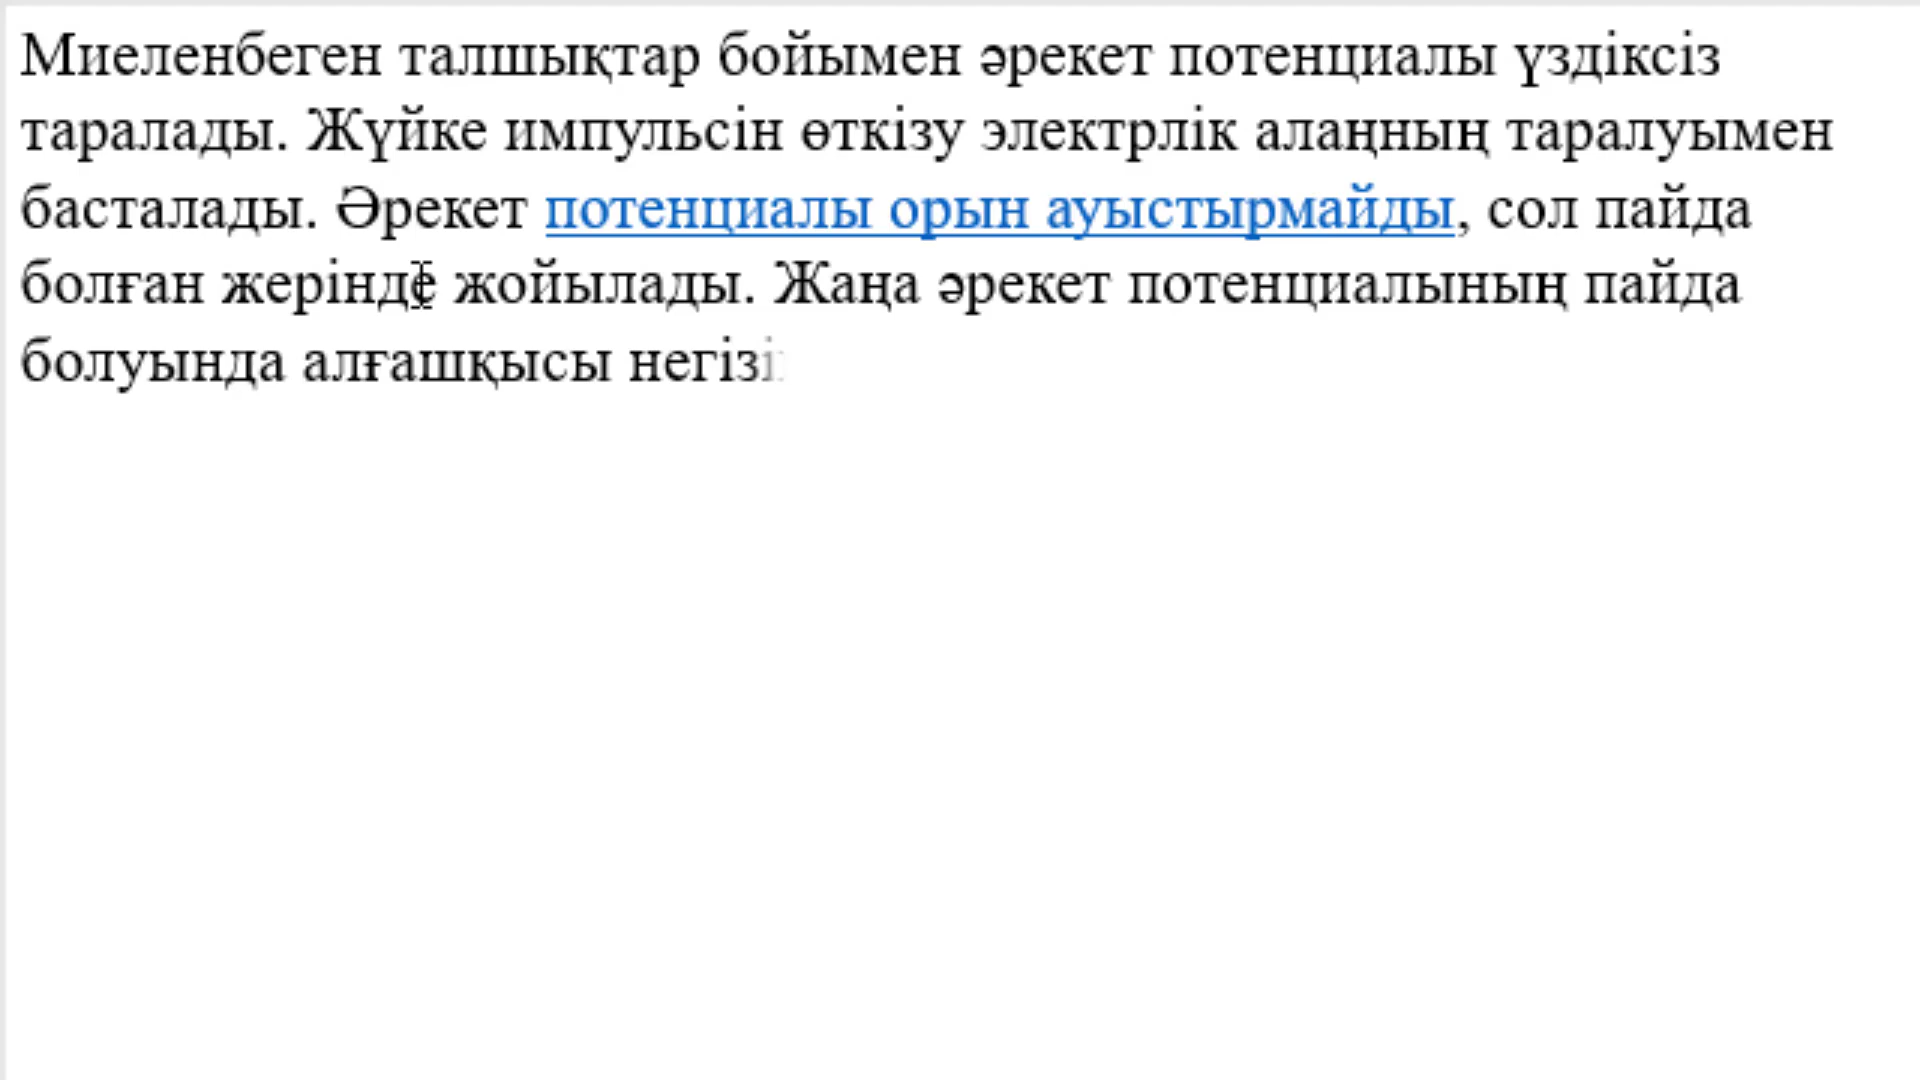 Миеленбеген талшықтар бойымен әрекет потенциалы үздіксіз
таралады. Жүйке импульсін өткізу электрлік алаңның таралуымен
басталады. Әрекет потенциалы орын ауыстырмайды, сол пайда
болған жерінде жойылады. Жаңа әрекет потенциалының пайда
болуында алғашқысы